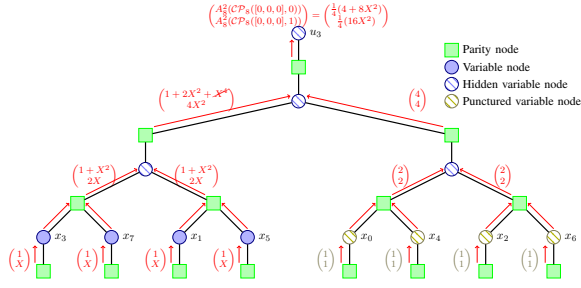 (A_8^2(CP_8([0,0,0],0)) = (1/4(4+8X^2)
A_8^2(CP_8([0,0,0],1))) 1/4(16X^2))
u_3
Parity node
Variable node
Hidden variable node
Punctured variable node
(1+2X^2+X^4 (4
4X^2) 4)
(1+X^2 (1+X^2 (2 (2
2X) 2X) 2) 2)
x_3 x_7 x_1 x_5 x_0 x_4 x_2 x_6
(1 (1 (1 (1 (1 (1 (1 (1
X) X) X) X) 1) 1) 1) 1)